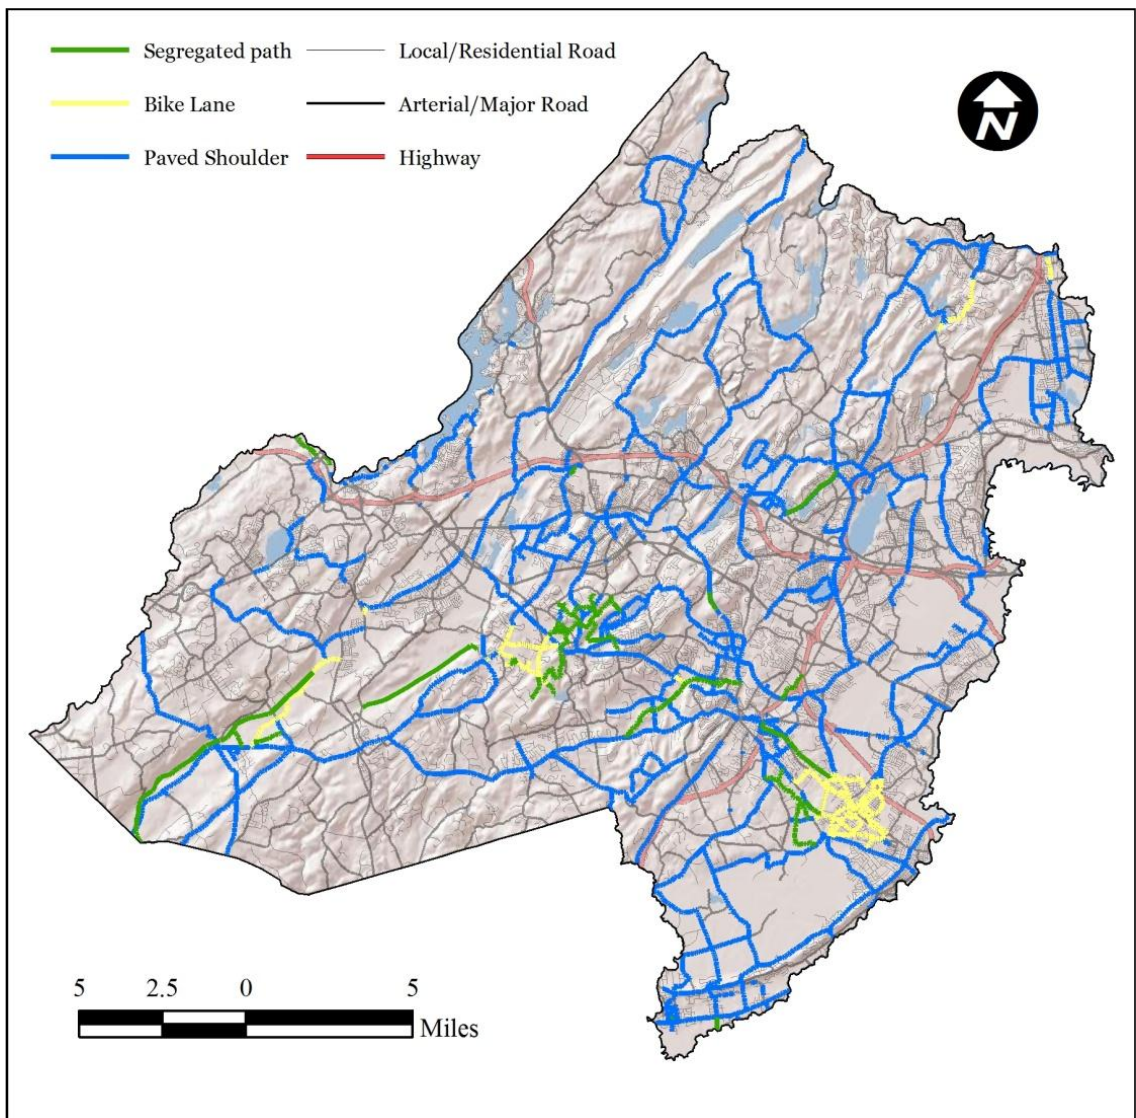 Segregated path Local/Residential Road
Bike Lane Arterial/Major Road
Paved Shoulder Highway
N
5 2.5 0 5
Miles